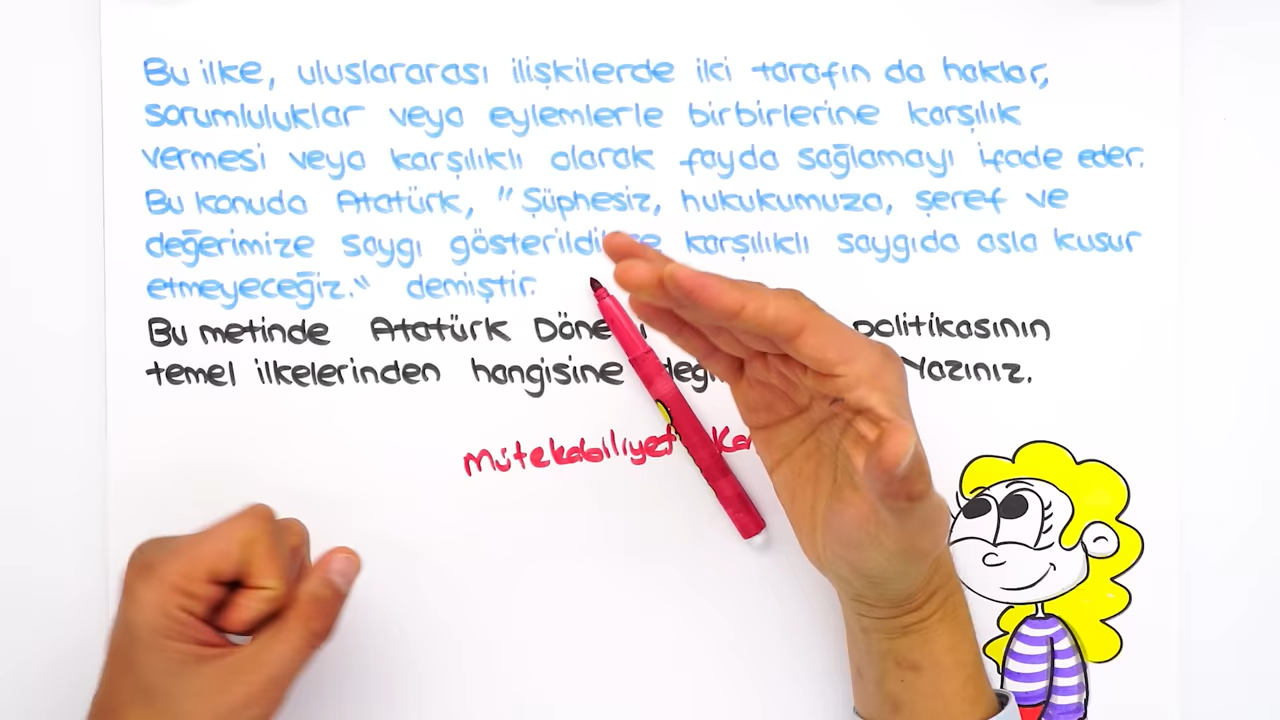 Bu ilke, uluslararası ilişkilerde iki tarafın da haklar,
sorumluluklar veya eylemlerle birbirlerine karşılık
vermesi veya karşılıklı olarak fayda sağlamayı ifade eder.
Bu konuda Atatürk, "Şüphesiz, hukukumuza, şeref ve
değerimize saygı karşılıklı saygıda asla kusur
etmeyeceğiz." demiştir.
Bu metinde Atatürk politikasının
temel ilkelerinden hangisine Yazınız.
Mütekabiliyet